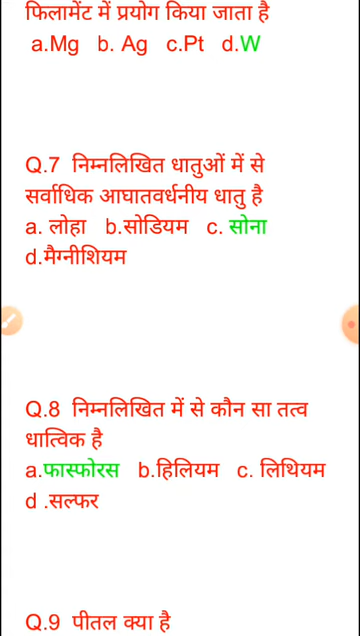 फिलामेंट में प्रयोग किया जाता है
a.Mg b. Ag c.Pt d.W
Q.7 निम्नलिखित धातुओं में से
सर्वाधिक आघातवर्धनीय धातु है
a. लोहा b.सोडियम c. सोना
d.मैग्नीशियम
Q.8 निम्नलिखित में से कौन सा तत्व
धात्विक है
a.फास्फोरस b.हिलियम c. लिथियम
d .सल्फर
Q.9 पीतल क्या है